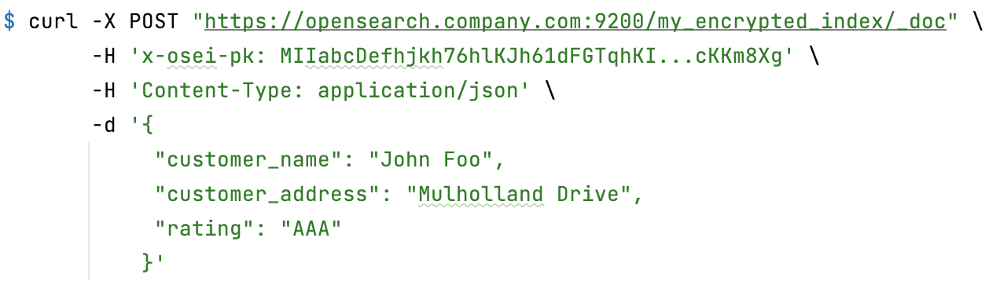 $ curl -X POST "https://opensearch.company.com:9200/my_encrypted_index/_doc" \
-H 'x-osei-pk: MIIabcDefhjkh76hlKJh61dFGTqhKI...cKKm8Xg' \
-H 'Content-Type: application/json' \
-d '{
"customer_name": "John Foo",
"customer_address": "Mulholland Drive",
"rating": "AAA"
}'